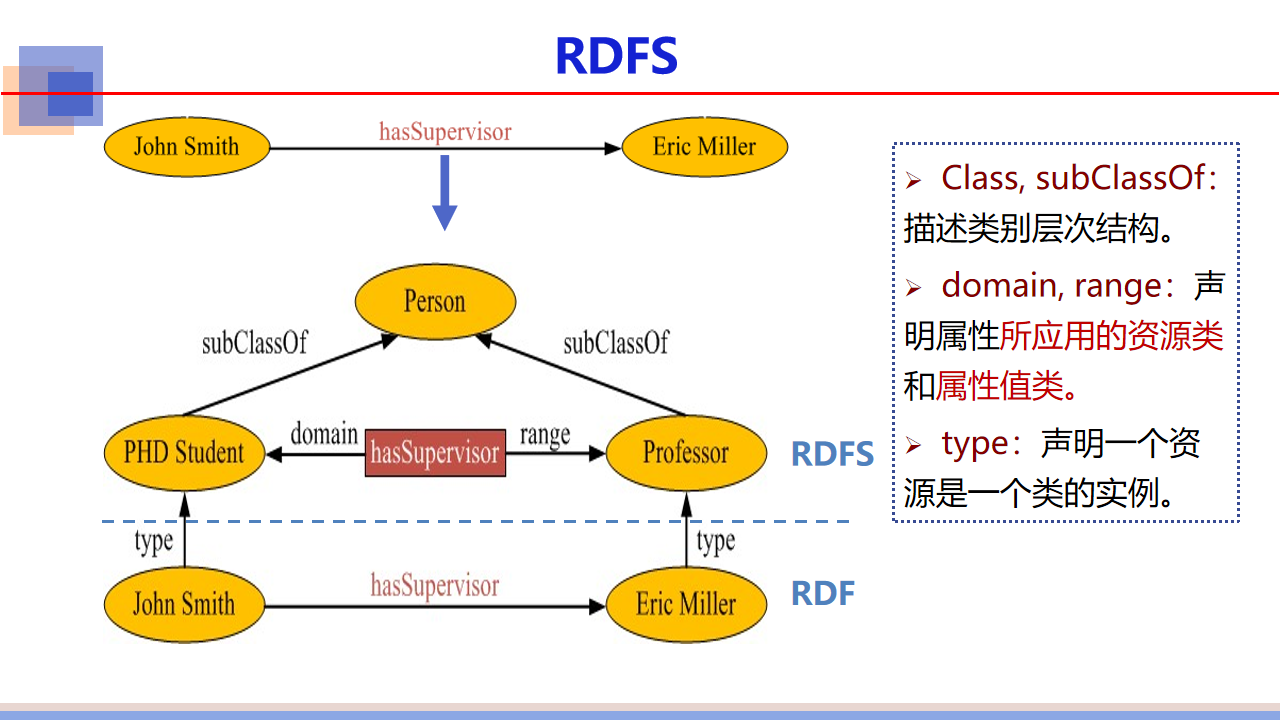 RDFS
John Smith
hasSupervisor
Eric Miller
Person
subClassOf
subClassOf
PHD Student
domain
hasSupervisor
range
Professor
RDFS
type
type
John Smith
hasSupervisor
Eric Miller
RDF
➢ Class, subClassOf：
描述类别层次结构。
➢ domain, range：声
明属性所应用的资源类
和属性值类。
➢ type：声明一个资
源是一个类的实例。